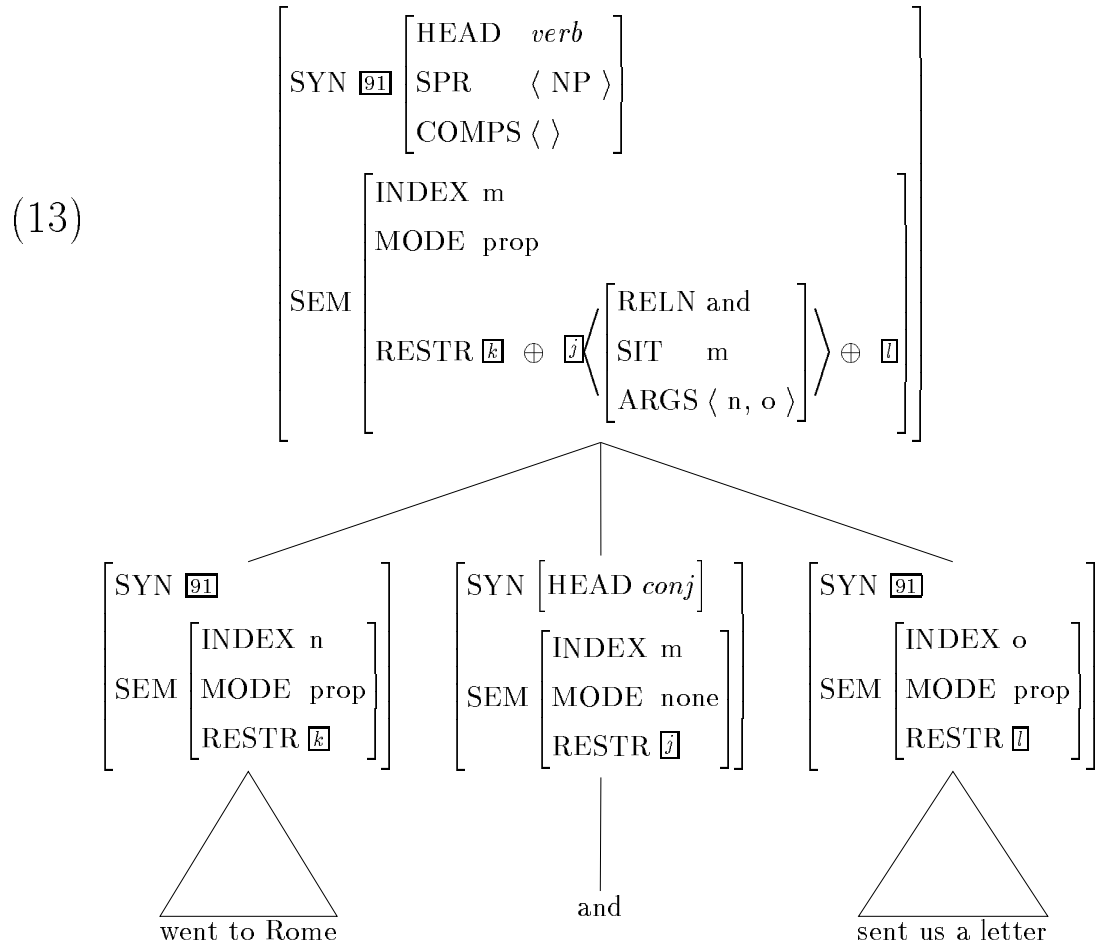 HEAD verb
SYN 91 SPR ⟨ NP ⟩
COMPS ⟨ ⟩
(13)
INDEX m
MODE prop
SEM
RELN and
RESTR k ⊕ j ⟨ SIT m ⟩ ⊕ l
ARGS ⟨ n, o ⟩
SYN 91
INDEX n
SEM MODE prop
RESTR k
SYN [HEAD conj]
INDEX m
SEM MODE none
RESTR j
SYN 91
INDEX o
SEM MODE prop
RESTR l
went to Rome
and
sent us a letter